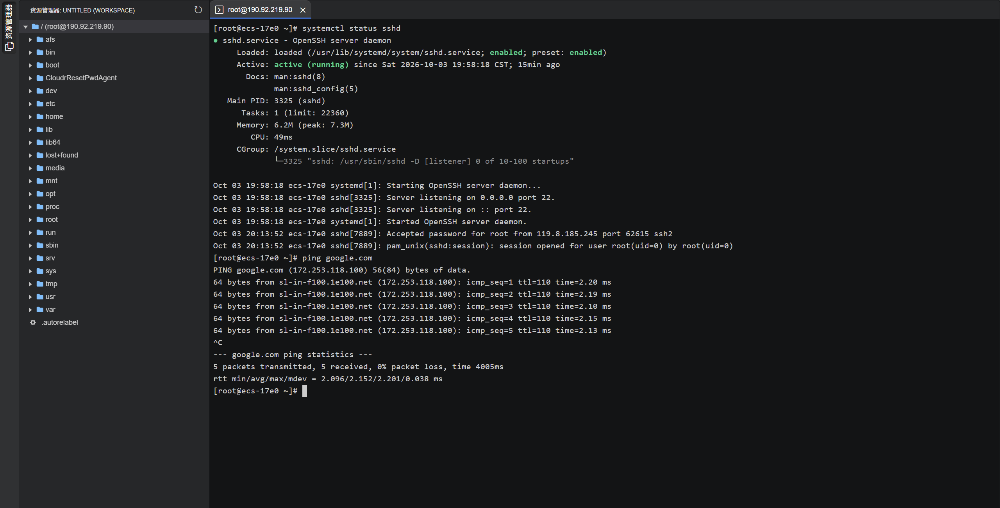 资源管理器
资源管理器: UNTITLED (WORKSPACE)
/ (root@190.92.219.90)
afs
bin
boot
CloudrResetPwdAgent
dev
etc
home
lib
lib64
lost+found
media
mnt
opt
proc
root
run
sbin
srv
sys
tmp
usr
var
.autorelabel
root@190.92.219.90
[root@ecs-17e0 ~]# systemctl status sshd
● sshd.service - OpenSSH server daemon
     Loaded: loaded (/usr/lib/systemd/system/sshd.service; enabled; preset: enabled)
     Active: active (running) since Sat 2026-10-03 19:58:18 CST; 15min ago
       Docs: man:sshd(8)
             man:sshd_config(5)
   Main PID: 3325 (sshd)
      Tasks: 1 (limit: 22360)
     Memory: 6.2M (peak: 7.3M)
        CPU: 49ms
     CGroup: /system.slice/sshd.service
             └─3325 "sshd: /usr/sbin/sshd -D [listener] 0 of 10-100 startups"
Oct 03 19:58:18 ecs-17e0 systemd[1]: Starting OpenSSH server daemon...
Oct 03 19:58:18 ecs-17e0 sshd[3325]: Server listening on 0.0.0.0 port 22.
Oct 03 19:58:18 ecs-17e0 sshd[3325]: Server listening on :: port 22.
Oct 03 19:58:18 ecs-17e0 systemd[1]: Started OpenSSH server daemon.
Oct 03 20:13:52 ecs-17e0 sshd[7889]: Accepted password for root from 119.8.185.245 port 62615 ssh2
Oct 03 20:13:52 ecs-17e0 sshd[7889]: pam_unix(sshd:session): session opened for user root(uid=0) by root(uid=0)
[root@ecs-17e0 ~]# ping google.com
PING google.com (172.253.118.100) 56(84) bytes of data.
64 bytes from sl-in-f100.1e100.net (172.253.118.100): icmp_seq=1 ttl=110 time=2.20 ms
64 bytes from sl-in-f100.1e100.net (172.253.118.100): icmp_seq=2 ttl=110 time=2.19 ms
64 bytes from sl-in-f100.1e100.net (172.253.118.100): icmp_seq=3 ttl=110 time=2.10 ms
64 bytes from sl-in-f100.1e100.net (172.253.118.100): icmp_seq=4 ttl=110 time=2.15 ms
64 bytes from sl-in-f100.1e100.net (172.253.118.100): icmp_seq=5 ttl=110 time=2.13 ms
^C
--- google.com ping statistics ---
5 packets transmitted, 5 received, 0% packet loss, time 4005ms
rtt min/avg/max/mdev = 2.096/2.152/2.201/0.038 ms
[root@ecs-17e0 ~]#